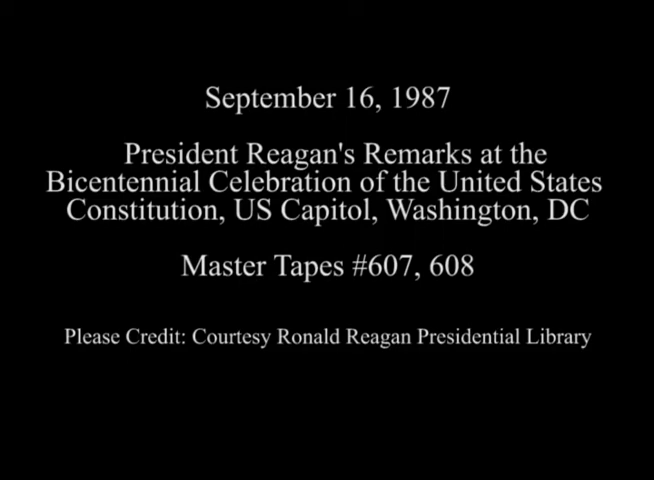 September 16, 1987
President Reagan's Remarks at the
Bicentennial Celebration of the United States
Constitution, US Capitol, Washington, DC
Master Tapes #607, 608
Please Credit: Courtesy Ronald Reagan Presidential Library